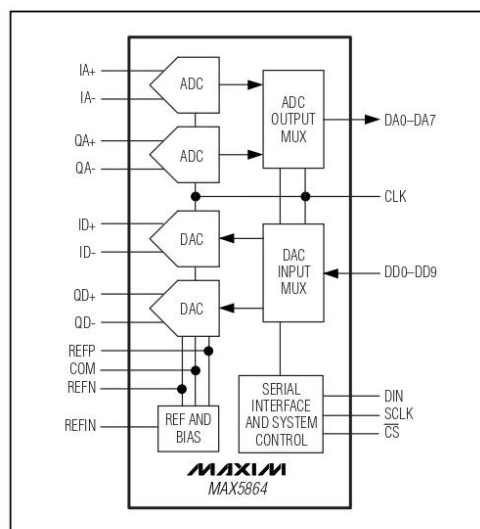 IA+
IA-
ADC
ADC
OUTPUT
MUX
DA0–DA7
QA+
QA-
ADC
CLK
ID+
ID-
DAC
DAC
INPUT
MUX
DD0–DD9
QD+
QD-
DAC
REFP
COM
REFN
REFIN
REF AND
BIAS
SERIAL
INTERFACE
AND SYSTEM
CONTROL
DIN
SCLK
CS
MAXIM
MAX5864